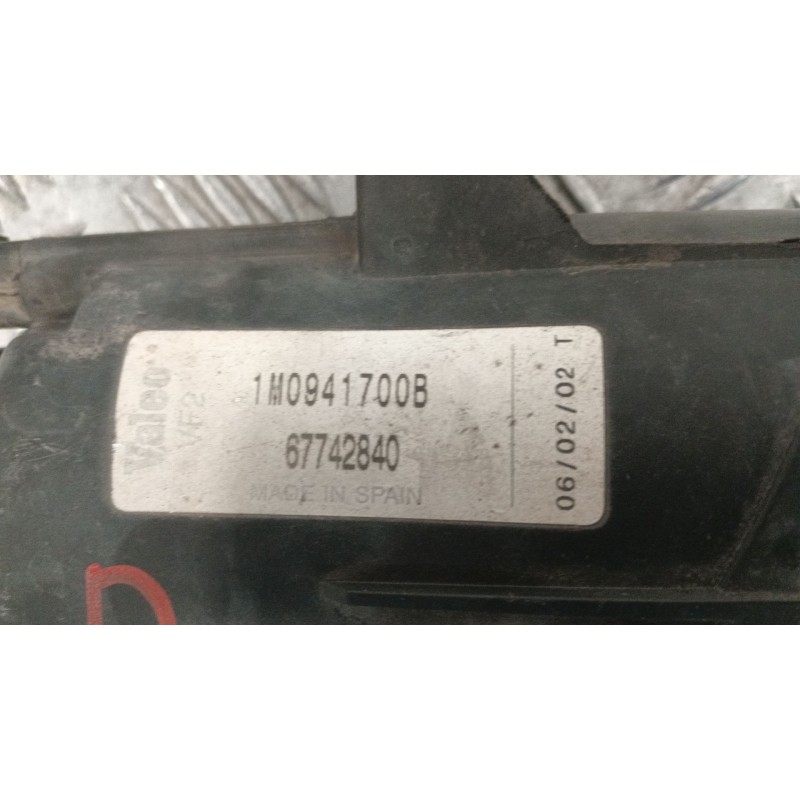 Valeo
VF2
1M0941700B
67742840
MADE IN SPAIN
06/02/02 T
D